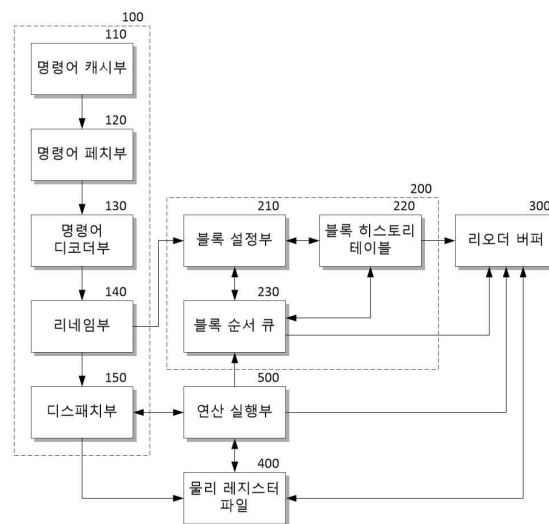 100
110
명령어 캐시부
120
명령어 페치부
130
명령어
디코더부
140
리네임부
150
디스패치부
200
210
블록 설정부
220
블록 히스토리
테이블
230
블록 순서 큐
300
리오더 버퍼
500
연산 실행부
400
물리 레지스터
파일